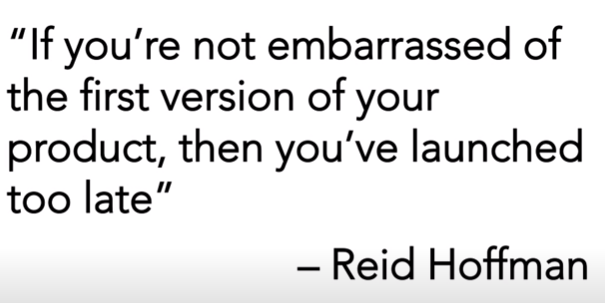 “If you’re not embarrassed of
the first version of your
product, then you’ve launched
too late”
– Reid Hoffman